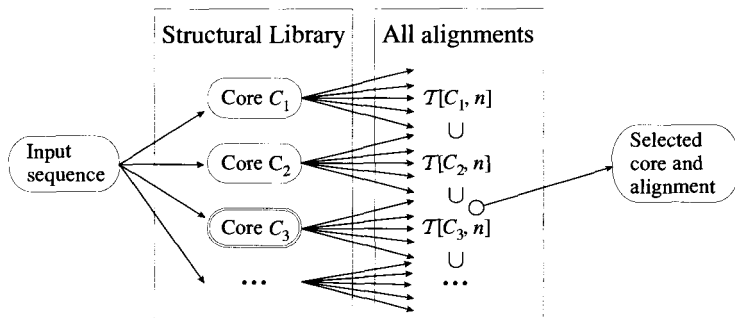 Structural Library
All alignments
Input
sequence
Core C₁
Core C₂
Core C₃
•••
T[C₁, n]
∪
T[C₂, n]
∪
T[C₃, n]
∪
•••
Selected
core and
alignment